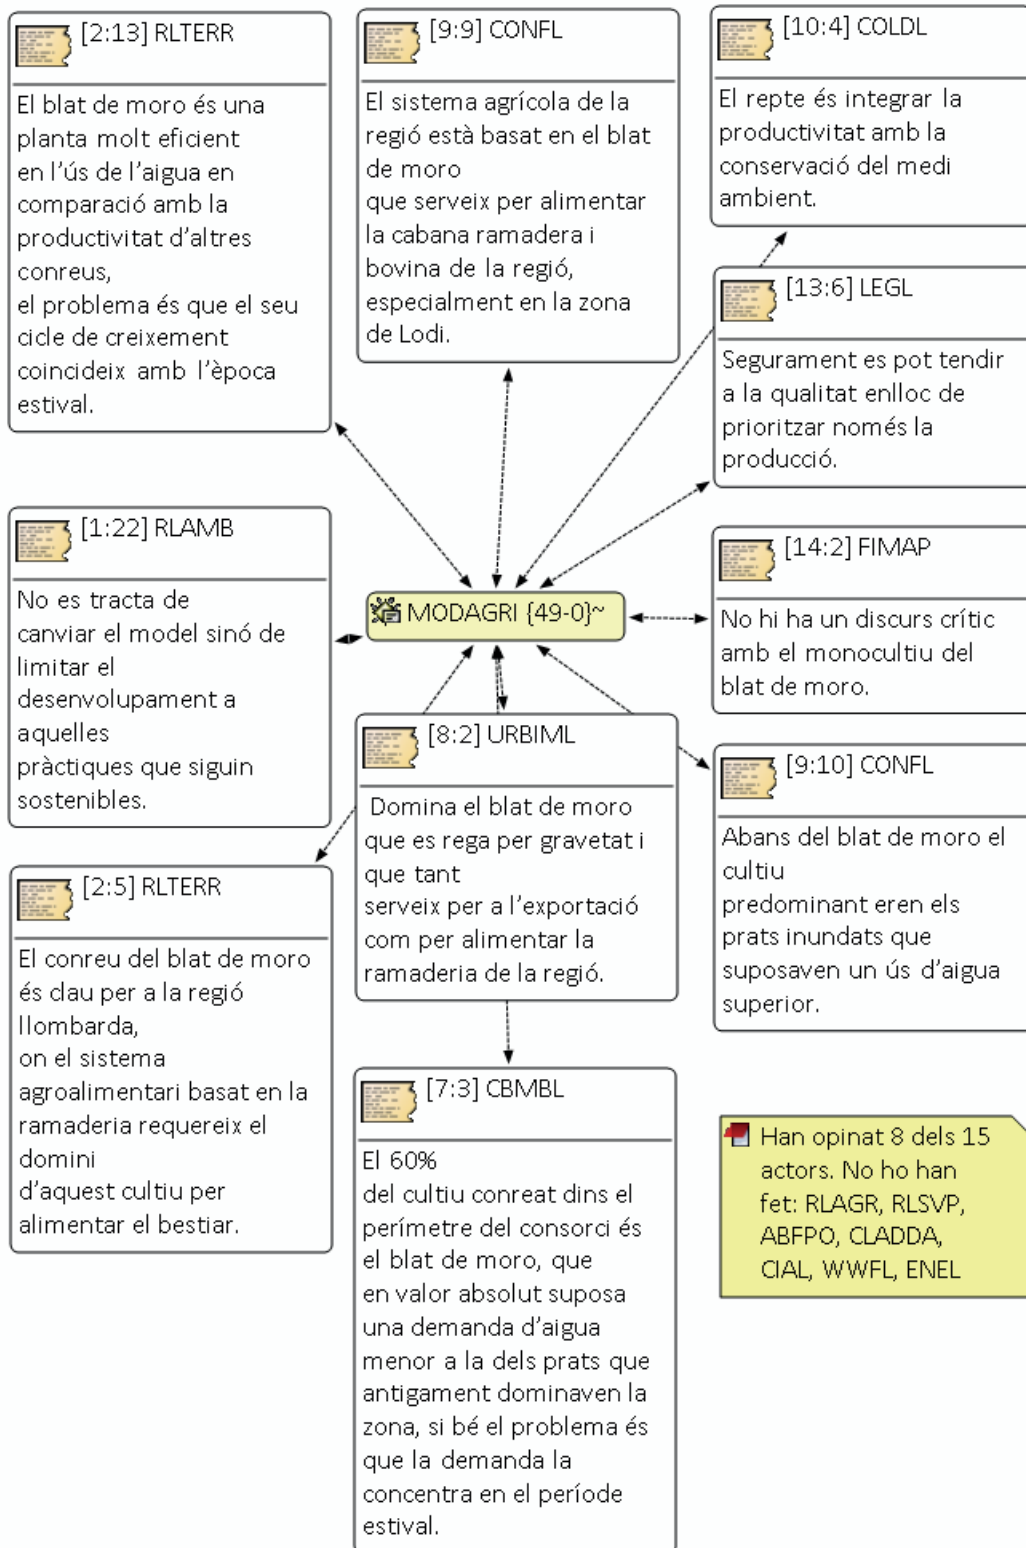 [2:13] RLTERR
El blat de moro és una
planta molt eficient
en l'ús de l'aigua en
comparació amb la
productivitat d'altres
conreus,
el problema és que el seu
cicle de creixement
coincideix amb l'època
estival.
[9:9] CONFL
El sistema agrícola de la
regió està basat en el blat
de moro
que serveix per alimentar
la cabana ramadera i
bovina de la regió,
especialment en la zona
de Lodi.
[10:4] COLDL
El repte és integrar la
productivitat amb la
conservació del medi
ambient.
[13:6] LEGL
Segurament es pot tendir
a la qualitat enlloc de
prioritzar només la
producció.
[1:22] RLAMB
No es tracta de
canviar el model sinó de
limitar el
desenvolupament a
aquelles
pràctiques que siguin
sostenibles.
MODAGRI {49-0}~
[14:2] FIMAP
No hi ha un discurs crític
amb el monocultiu del
blat de moro.
[8:2] URBIML
Domina el blat de moro
que es rega per gravetat i
que tant
serveix per a l'exportació
com per alimentar la
ramaderia de la regió.
[9:10] CONFL
Abans del blat de moro el
cultiu
predominant eren els
prats inundats que
suposaven un ús d'aigua
superior.
[2:5] RLTERR
El conreu del blat de moro
és clau per a la regió
llombarda,
on el sistema
agroalimentari basat en la
ramaderia requereix el
domini
d'aquest cultiu per
alimentar el bestiar.
[7:3] CBMBL
El 60%
del cultiu conreat dins el
perímetre del consorci és
el blat de moro, que
en valor absolut suposa
una demanda d'aigua
menor a la dels prats que
antigament dominaven la
zona, si bé el problema és
que la demanda la
concentra en el període
estival.
Han opinat 8 dels 15
actors. No ho han
fet: RLAGR, RLSVP,
ABFPO, CLADDA,
CIAL, WWFL, ENEL